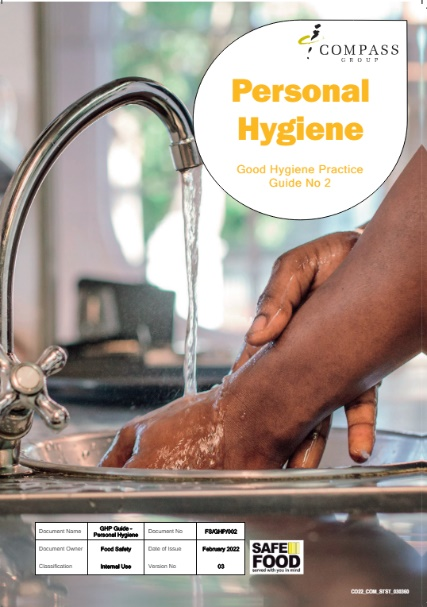 COMPASS
GROUP
Personal
Hygiene
Good Hygiene Practice
Guide No 2
Document Name GHP Guide – Personal Hygiene Document No FS/GHP/002
Document Owner Food Safety Date of Issue February 2022
Classification Internal Use Version No 03
SAFE
FOOD
served with you in mind